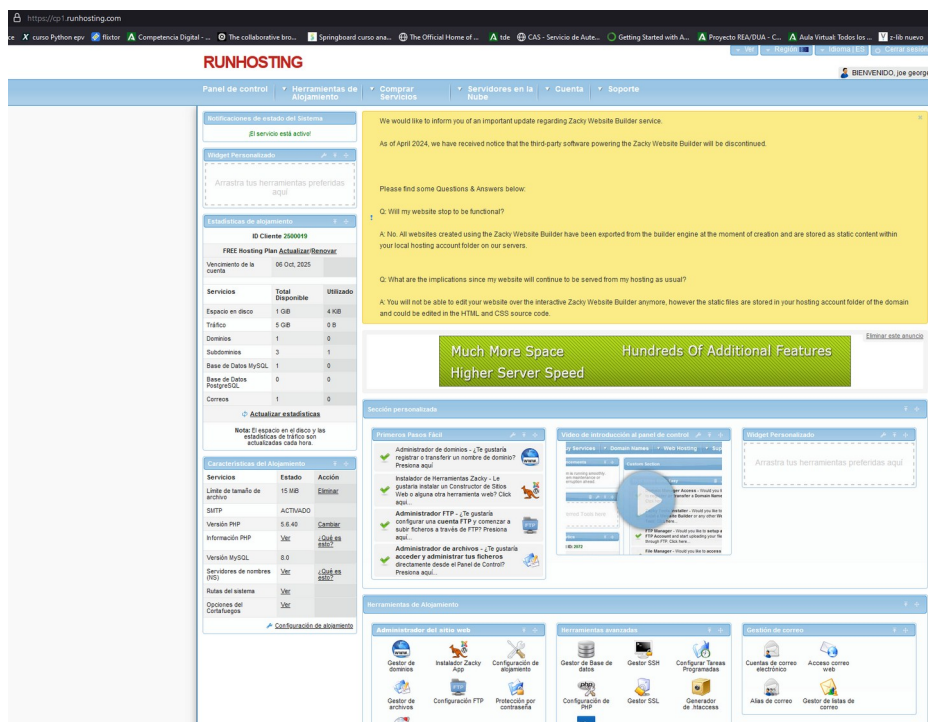 https://cp1.runhosting.com
ce curso Python epv flixtor Competencia Digital - ... The collaborative bro... Springboard curso ana... The Official Home of ... tde CAS - Servicio de Aute... Getting Started with A... Proyecto REA/DUA - C... Aula Virtual: Todos los ... z-lib nuevo
Ver Región Idioma | ES Cerrar sesión
RUNHOSTING
BIENVENIDO, joe george
Panel de control Herramientas de Alojamiento Comprar Servicios Servidores en la Nube Cuenta Soporte
Notificaciones de estado del Sistema
¡El servicio está activo!
Widget Personalizado
Arrastra tus herramientas preferidas
aquí
Estadísticas de alojamiento
ID Cliente 2500019
FREE Hosting Plan Actualizar/Renovar
Vencimiento de la cuenta 06 Oct, 2025
Servicios Total Disponible Utilizado
Espacio en disco 1 GiB 4 KiB
Tráfico 5 GiB 0 B
Dominios 1 0
Subdominios 3 1
Base de Datos MySQL 1 0
Base de Datos PostgreSQL 0 0
Correos 1 0
Actualizar estadísticas
Nota: El espacio en el disco y las
estadísticas de tráfico son
actualizadas cada hora.
Características del Alojamiento
Servicios Estado Acción
Límite de tamaño de archivo 15 MiB Eliminar
SMTP ACTIVADO
Versión PHP 5.6.40 Cambiar
Información PHP Ver ¿Qué es esto?
Versión MySQL 8.0
Servidores de nombres (NS) Ver ¿Qué es esto?
Rutas del sistema Ver
Opciones del Cortafuegos Ver
Configuración de alojamiento
We would like to inform you of an important update regarding Zacky Website Builder service.
As of April 2024, we have received notice that the third-party software powering the Zacky Website Builder will be discontinued.
Please find some Questions & Answers below:
Q: Will my website stop to be functional?
A: No. All websites created using the Zacky Website Builder have been exported from the builder engine at the moment of creation and are stored as static content within
your local hosting account folder on our servers.
Q: What are the implications since my website will continue to be served from my hosting as usual?
A: You will not be able to edit your website over the interactive Zacky Website Builder anymore, however the static files are stored in your hosting account folder of the domain
and could be edited in the HTML and CSS source code.
Eliminar este anuncio
Much More Space Hundreds Of Additional Features
Higher Server Speed
Sección personalizada
Primeros Pasos Fácil
Administrador de dominios - ¿Te gustaría
registrar o transferir un nombre de dominio?
Presiona aquí
Instalador de Herramientas Zacky - Le
gustaría instalar un Constructor de Sitios
Web o alguna otra herramienta web? Click
aquí...
Administrador FTP - ¿Te gustaría
configurar una cuenta FTP y comenzar a
subir ficheros a través de FTP? Presiona
aquí...
Administrador de archivos - ¿Te gustaría
acceder y administrar tus ficheros
directamente desde el Panel de Control?
Presiona aquí...
Video de introducción al panel de control
Widget Personalizado
Arrastra tus herramientas preferidas aquí
Herramientas de Alojamiento
Administrador del sitio web
Gestor de dominios Instalador Zacky App Configuración de alojamiento
Gestor de archivos Configuración FTP Protección por contraseña
Herramientas avanzadas
Gestor de Base de datos Gestor SSH Configurar Tareas Programadas
Configuración de PHP Gestor SSL Generador de .htaccess
Gestión de correo
Cuentas de correo electrónico Acceso correo web
Alias de correo Gestor de listas de correo